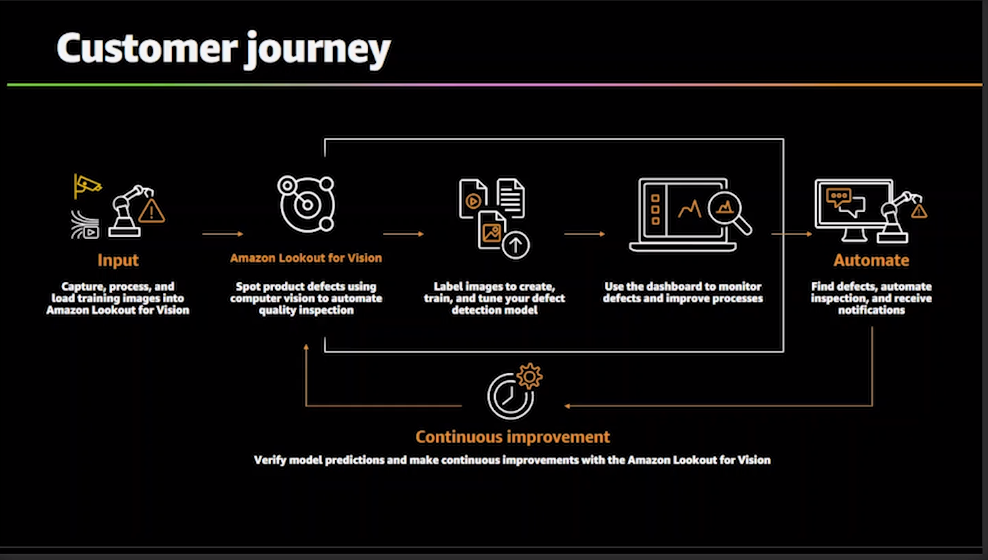 Customer journey
Input
Capture, process, and
load training images into
Amazon Lookout for Vision
Amazon Lookout for Vision
Spot product defects using
computer vision to automate
quality inspection
Label images to create,
train, and tune your defect
detection model
Use the dashboard to monitor
defects and improve processes
Automate
Find defects, automate
inspection, and receive
notifications
Continuous improvement
Verify model predictions and make continuous improvements with the Amazon Lookout for Vision